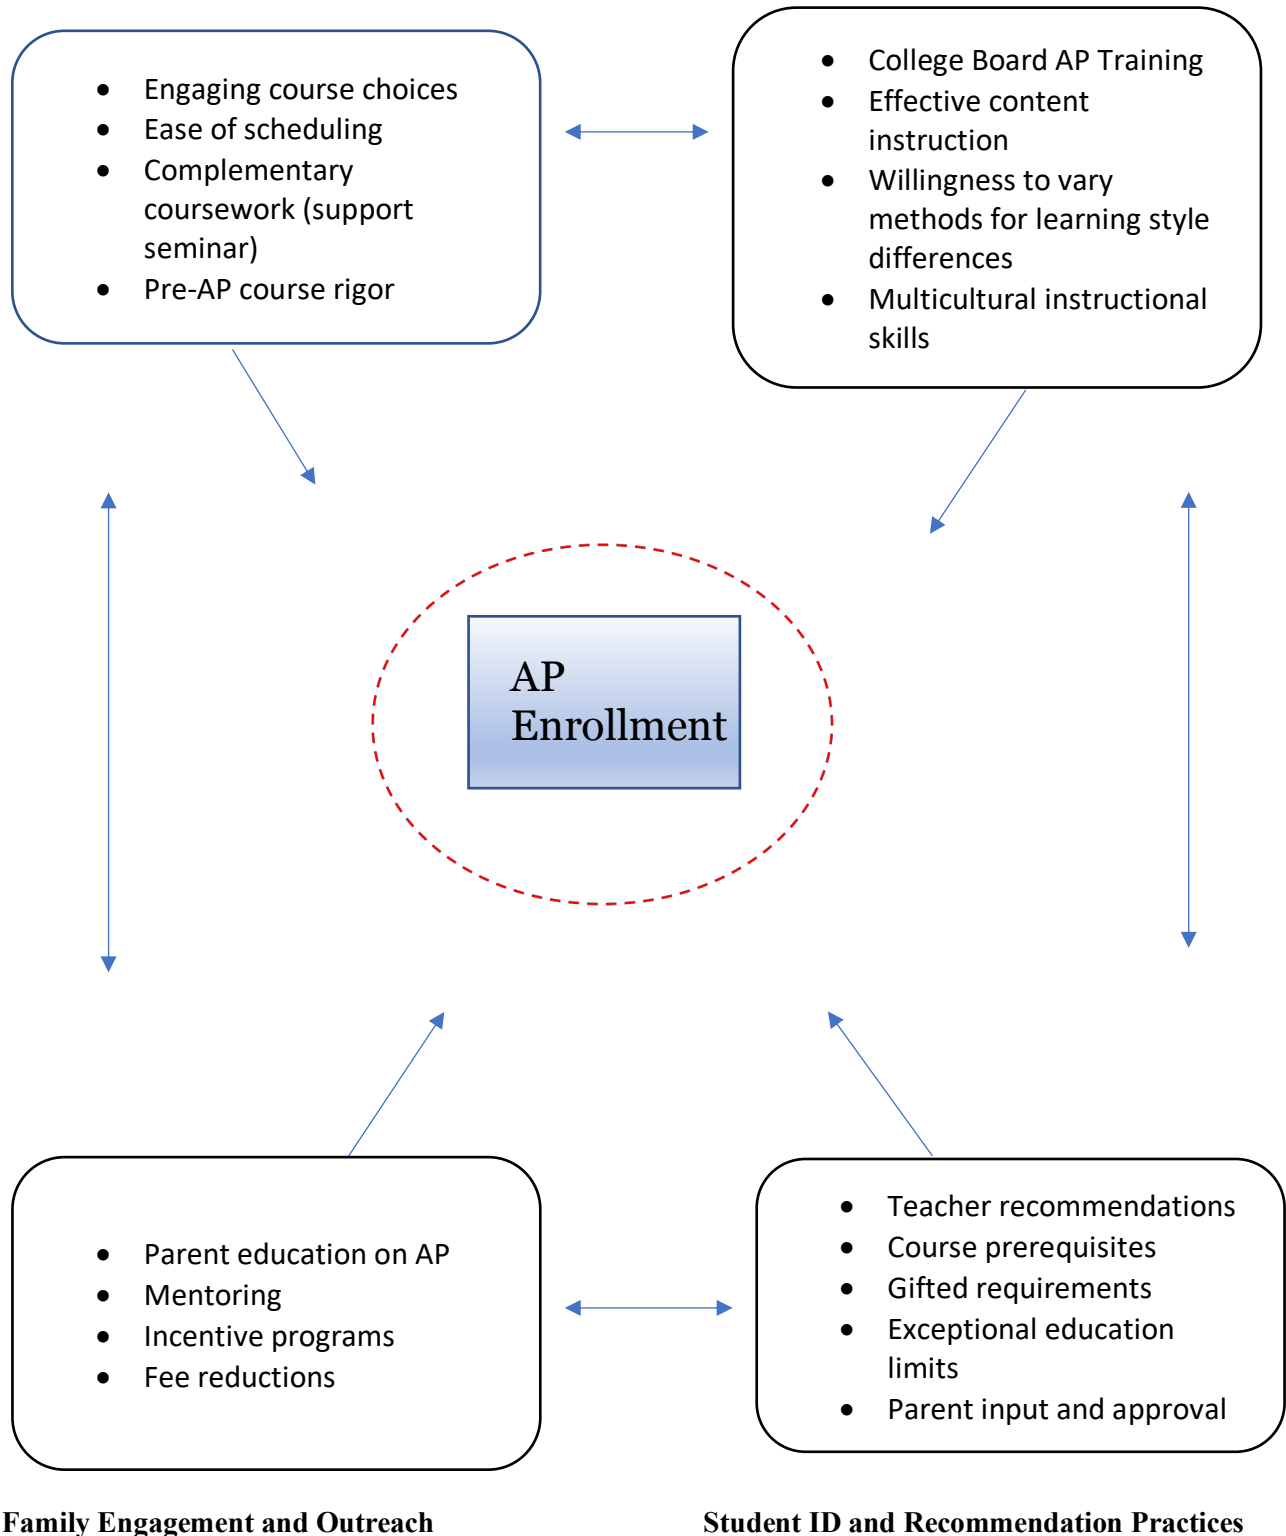 • Engaging course choices
• Ease of scheduling
• Complementary
coursework (support
seminar)
• Pre-AP course rigor
• College Board AP Training
• Effective content
instruction
• Willingness to vary
methods for learning style
differences
• Multicultural instructional
skills
AP
Enrollment
• Parent education on AP
• Mentoring
• Incentive programs
• Fee reductions
• Teacher recommendations
• Course prerequisites
• Gifted requirements
• Exceptional education
limits
• Parent input and approval
Family Engagement and Outreach
Student ID and Recommendation Practices